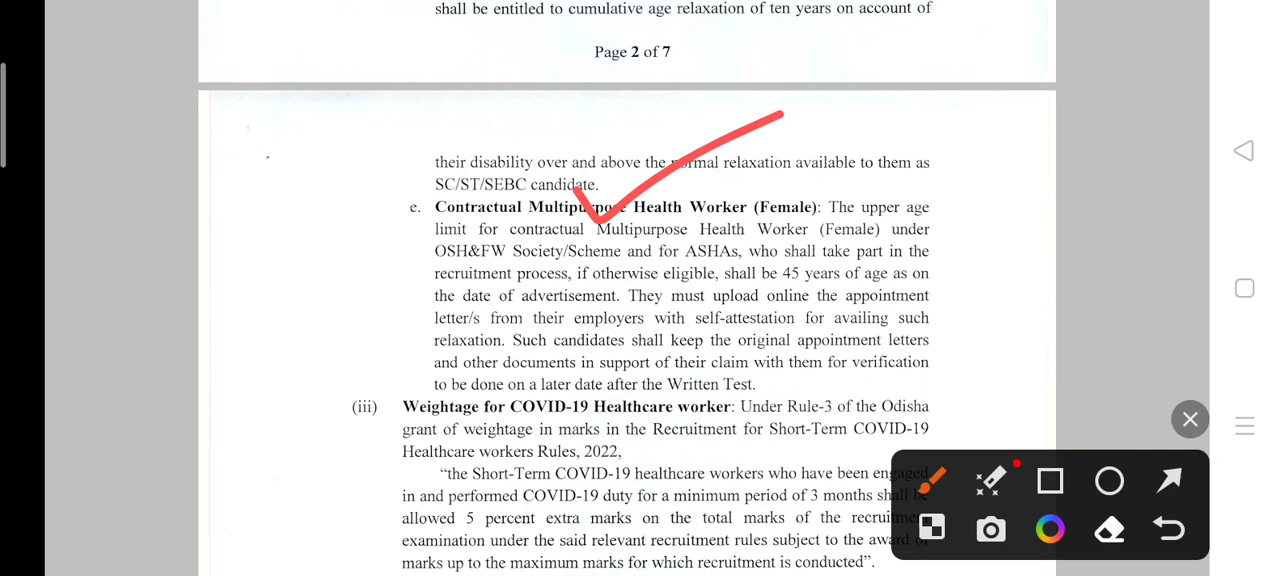 shall be entitled to cumulative age relaxation of ten years on account of
Page 2 of 7
their disability over and above the normal relaxation available to them as
SC/ST/SEBC candidate.
e. Contractual Multipurpose Health Worker (Female): The upper age
limit for contractual Multipurpose Health Worker (Female) under
OSH&FW Society/Scheme and for ASHAs, who shall take part in the
recruitment process, if otherwise eligible, shall be 45 years of age as on
the date of advertisement. They must upload online the appointment
letter/s from their employers with self-attestation for availing such
relaxation. Such candidates shall keep the original appointment letters
and other documents in support of their claim with them for verification
to be done on a later date after the Written Test.
(iii) Weightage for COVID-19 Healthcare worker: Under Rule-3 of the Odisha
grant of weightage in marks in the Recruitment for Short-Term COVID-19
Healthcare workers Rules, 2022,
“the Short-Term COVID-19 healthcare workers who have been engaged
in and performed COVID-19 duty for a minimum period of 3 months shall be
allowed 5 percent extra marks on the total marks of the recruitment
examination under the said relevant recruitment rules subject to the award of
marks up to the maximum marks for which recruitment is conducted”.